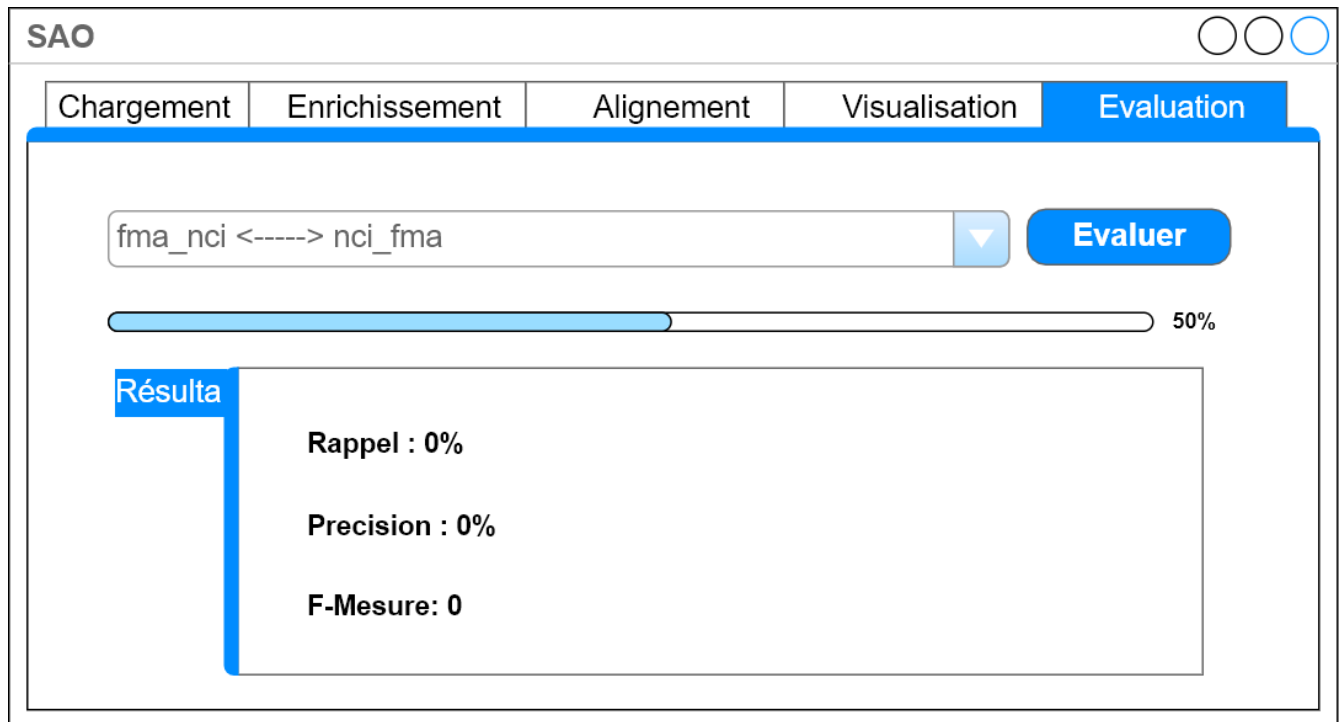 SAO
Chargement Enrichissement Alignement Visualisation Evaluation
fma_nci <-----> nci_fma Evaluer
50%
Résulta
Rappel : 0%
Precision : 0%
F-Mesure: 0